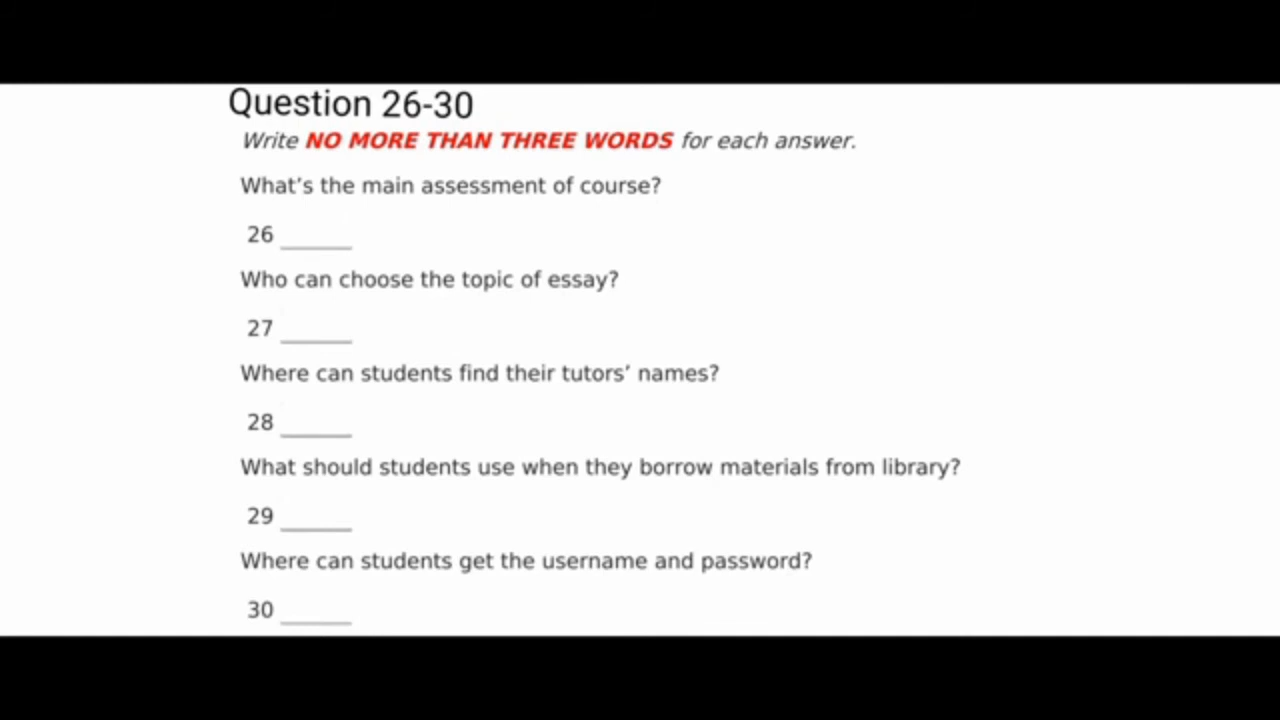 Question 26-30
Write NO MORE THAN THREE WORDS for each answer.
What’s the main assessment of course?
26 ______
Who can choose the topic of essay?
27 ______
Where can students find their tutors’ names?
28 ______
What should students use when they borrow materials from library?
29 ______
Where can students get the username and password?
30 ______